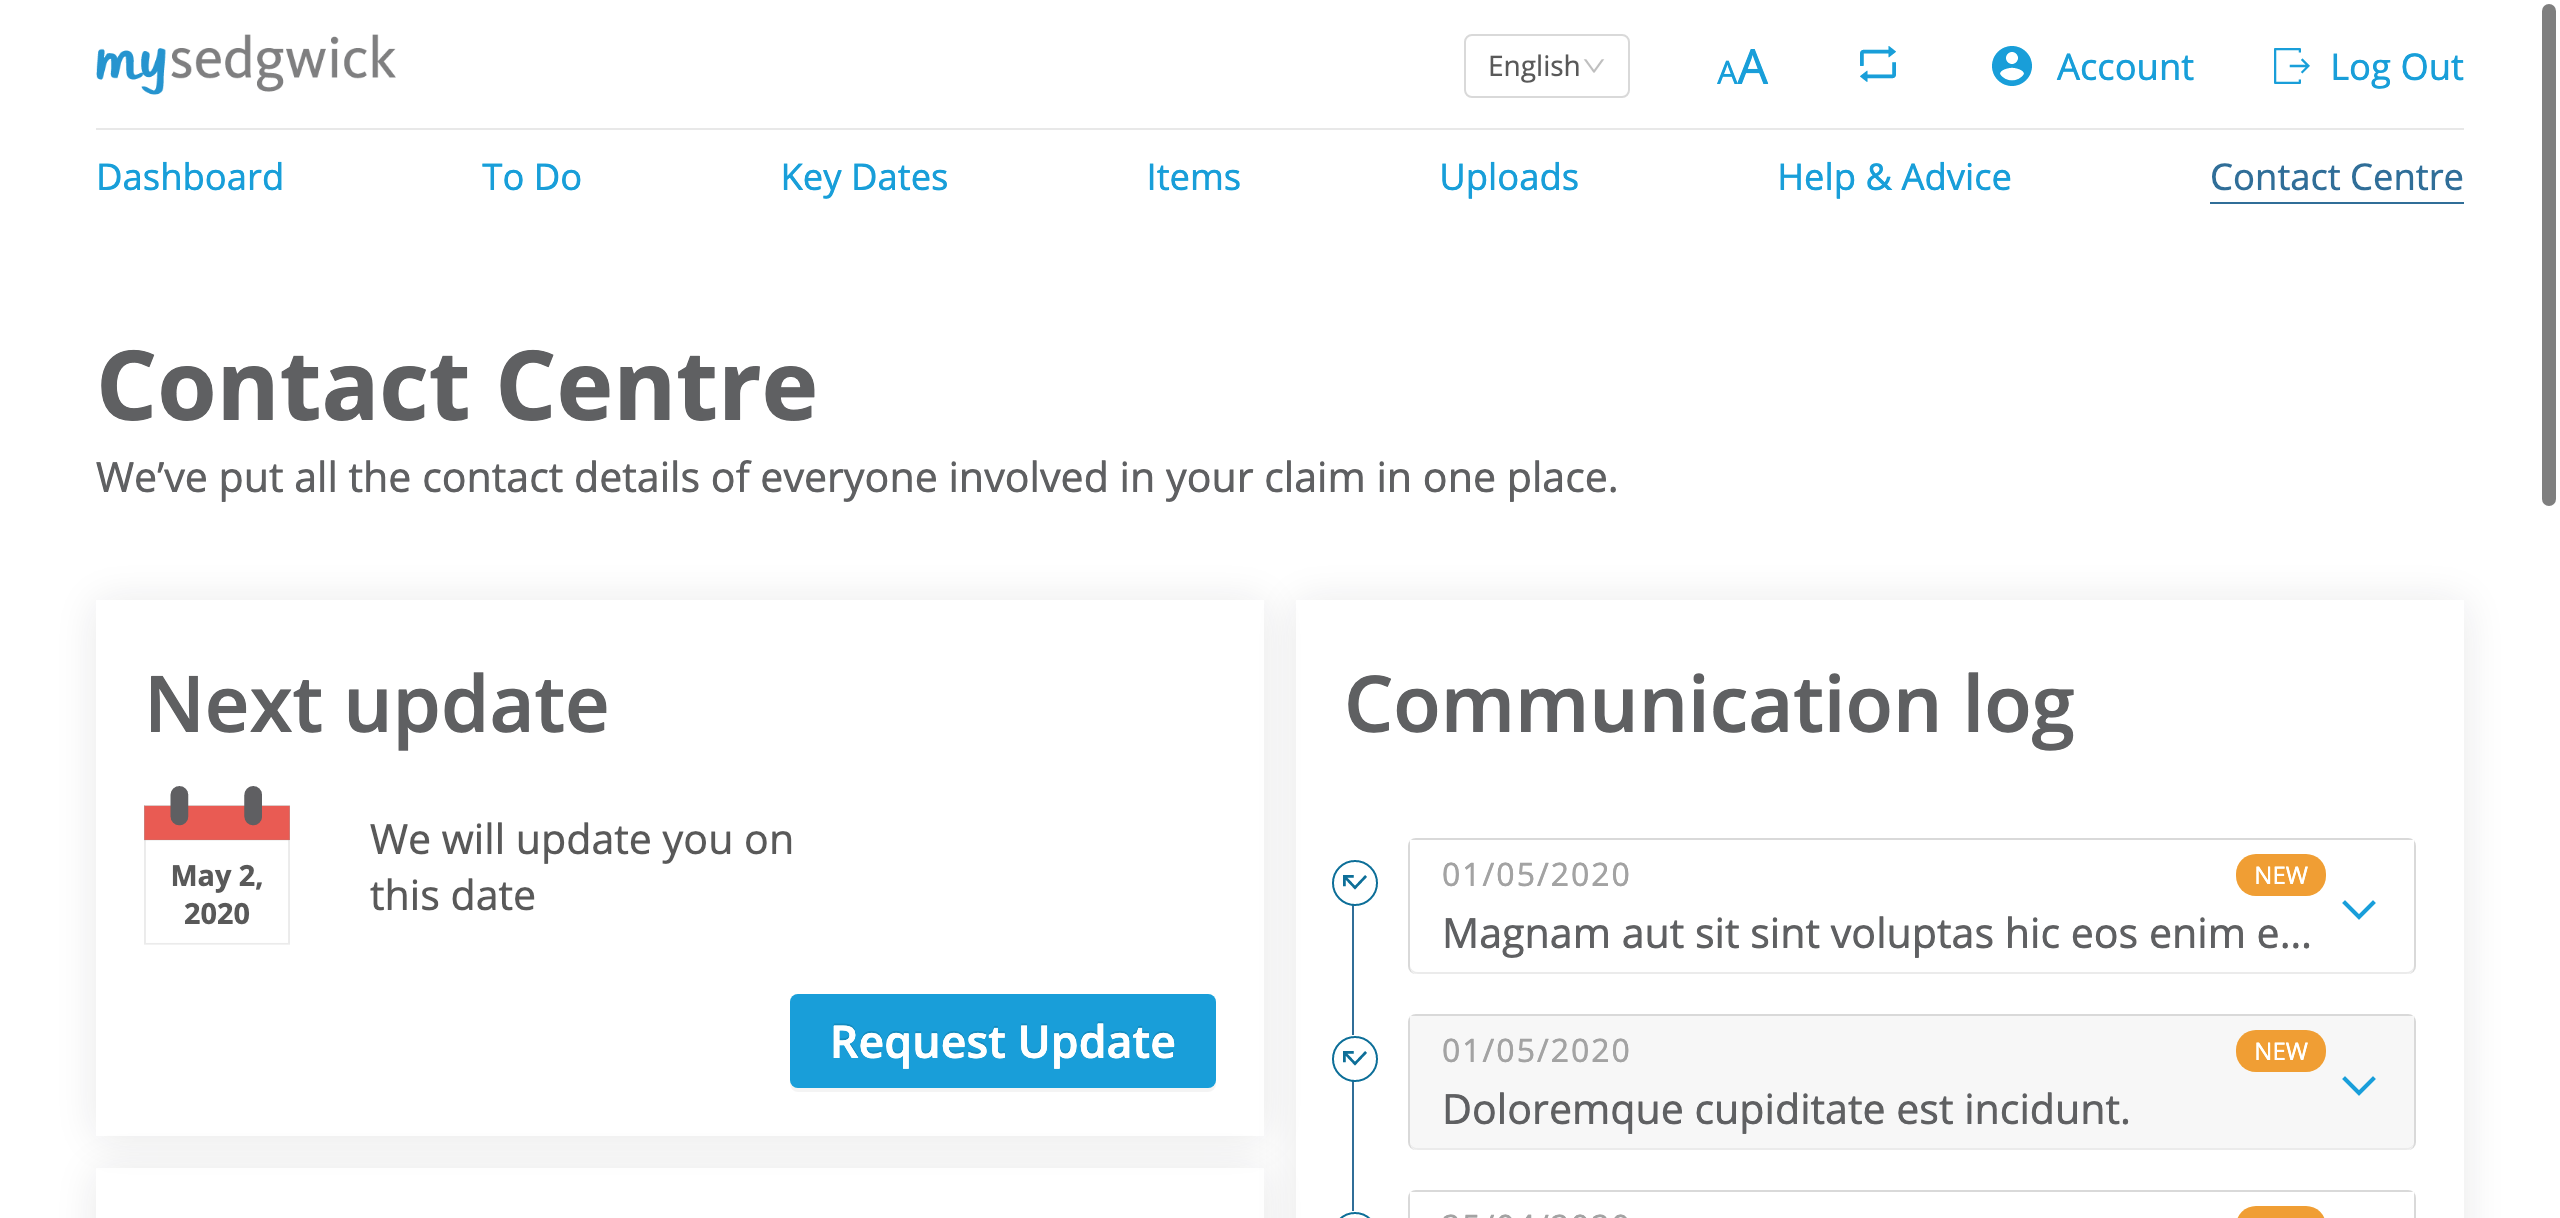 mysedgwick
English
AA
Account
Log Out
Dashboard
To Do
Key Dates
Items
Uploads
Help & Advice
Contact Centre
Contact Centre
We’ve put all the contact details of everyone involved in your claim in one place.
Next update
May 2,
2020
We will update you on
this date
Request Update
Communication log
01/05/2020
NEW
Magnam aut sit sint voluptas hic eos enim e...
01/05/2020
NEW
Doloremque cupiditate est incidunt.